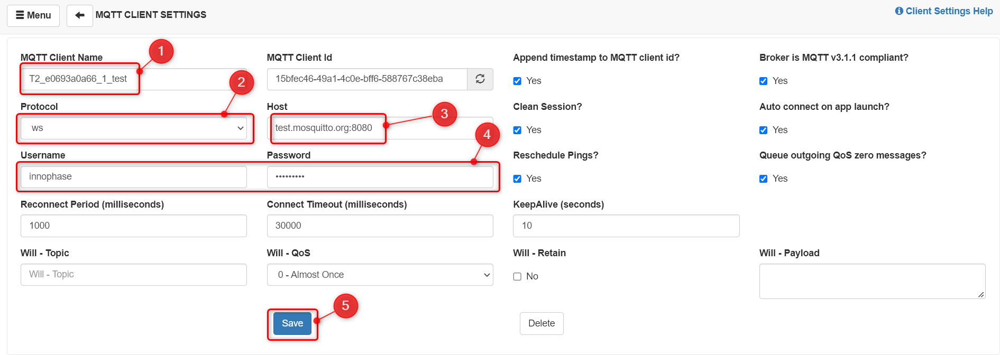 Menu
MQTT CLIENT SETTINGS
Client Settings Help
MQTT Client Name
MQTT Client Id
Append timestamp to MQTT client id?
Broker is MQTT v3.1.1 compliant?
1
T2_e0693a0a66_1_test
15bfec46-49a1-4c0e-bff6-588767c38eba
Yes
Yes
2
Protocol
Host
Clean Session?
Auto connect on app launch?
3
ws
test.mosquitto.org:8080
Yes
Yes
4
Username
Password
Reschedule Pings?
Queue outgoing QoS zero messages?
innophase
•••••••••
Yes
Yes
Reconnect Period (milliseconds)
Connect Timeout (milliseconds)
KeepAlive (seconds)
1000
30000
10
Will - Topic
Will - QoS
Will - Retain
Will - Payload
Will - Topic
0 - Almost Once
No
5
Save
Delete